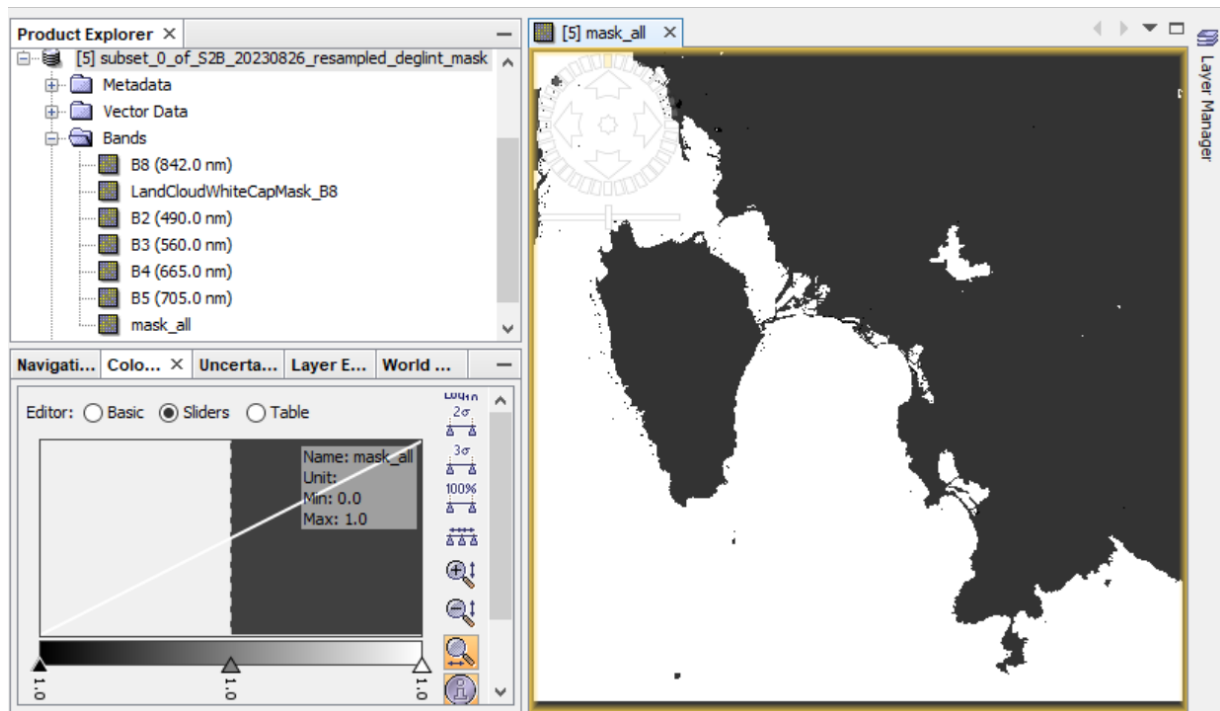 Product Explorer ×
[5] subset_0_of_S2B_20230826_resampled_deglint_mask
Metadata
Vector Data
Bands
B8 (842.0 nm)
LandCloudWhiteCapMask_B8
B2 (490.0 nm)
B3 (560.0 nm)
B4 (665.0 nm)
B5 (705.0 nm)
mask_all
Navigati... Colo... × Uncerta... Layer E... World ...
Editor: Basic Sliders Table
2σ
3σ
100%
Name: mask_all
Unit:
Min: 0.0
Max: 1.0
1.0 1.0 1.0
[5] mask_all ×
Layer Manager